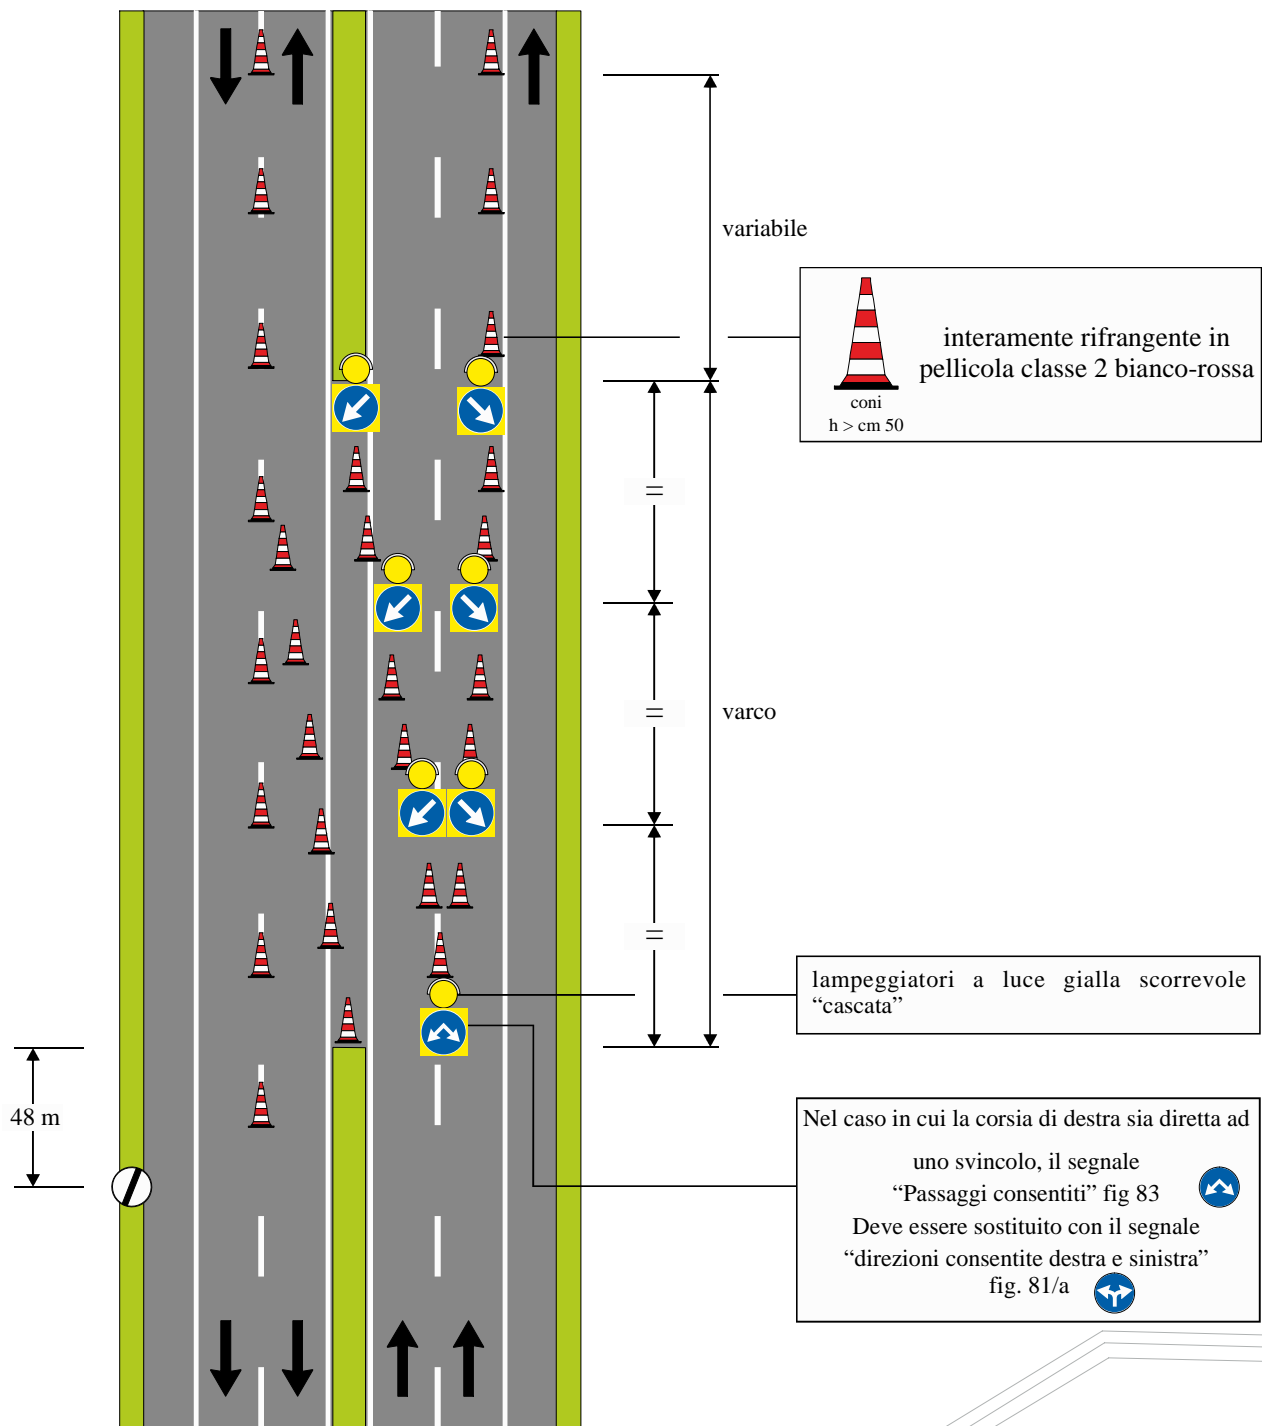 variabile
interamente rifrangente in
pellicola classe 2 bianco-rossa
coni
h > cm 50
=
=
varco
=
lampeggiatori a luce gialla scorrevole
“cascata”
48 m
Nel caso in cui la corsia di destra sia diretta ad
uno svincolo, il segnale
“Passaggi consentiti” fig 83
Deve essere sostituito con il segnale
“direzioni consentite destra e sinistra”
fig. 81/a